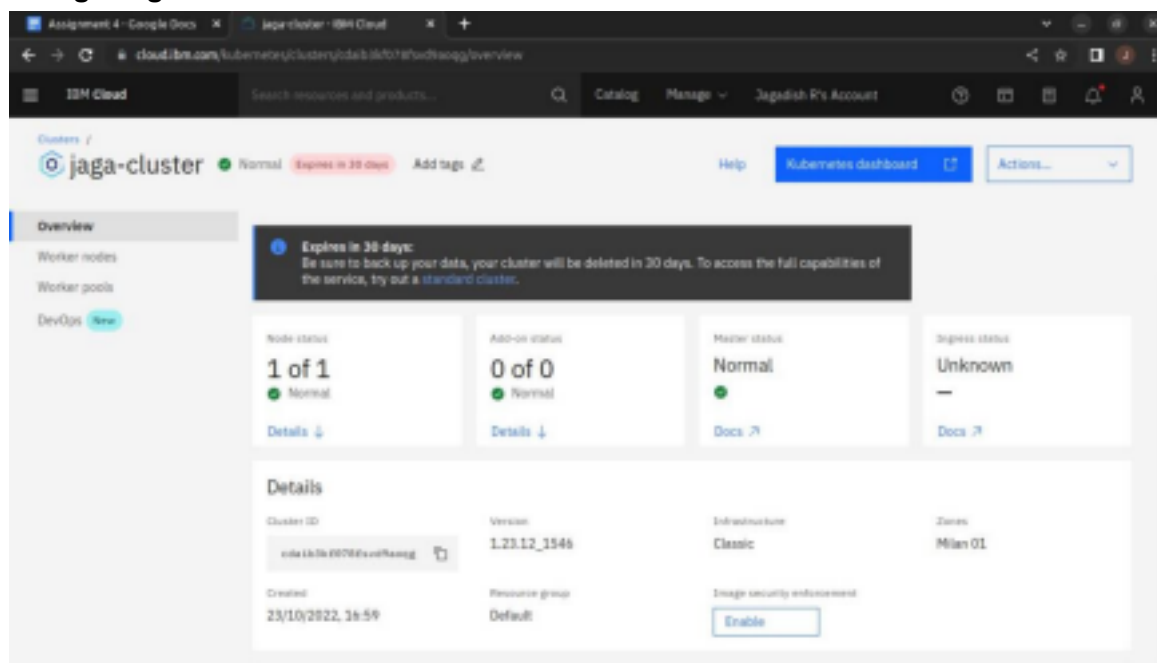 Assignment 4 - Google Docs
jaga-cluster - IBM Cloud
IBM Cloud
Search resources and products...
Catalog
Manage
Jagadish R's Account
Clusters /
jaga-cluster
Normal
Expires in 30 days
Add tags
Help
Kubernetes dashboard
Actions...
Overview
Worker nodes
Worker pools
DevOps New
Expires in 30 days:
Be sure to back up your data, your cluster will be deleted in 30 days. To access the full capabilities of
the service, try out a standard cluster.
Node status
1 of 1
Normal
Details
Add-on status
0 of 0
Normal
Details
Master status
Normal
Docs
Ingress status
Unknown
—
Docs
Details
Cluster ID
Version
1.23.12_1546
Infrastructure
Classic
Zones
Milan 01
Created
23/10/2022, 16:59
Resource group
Default
Image security enforcement
Enable